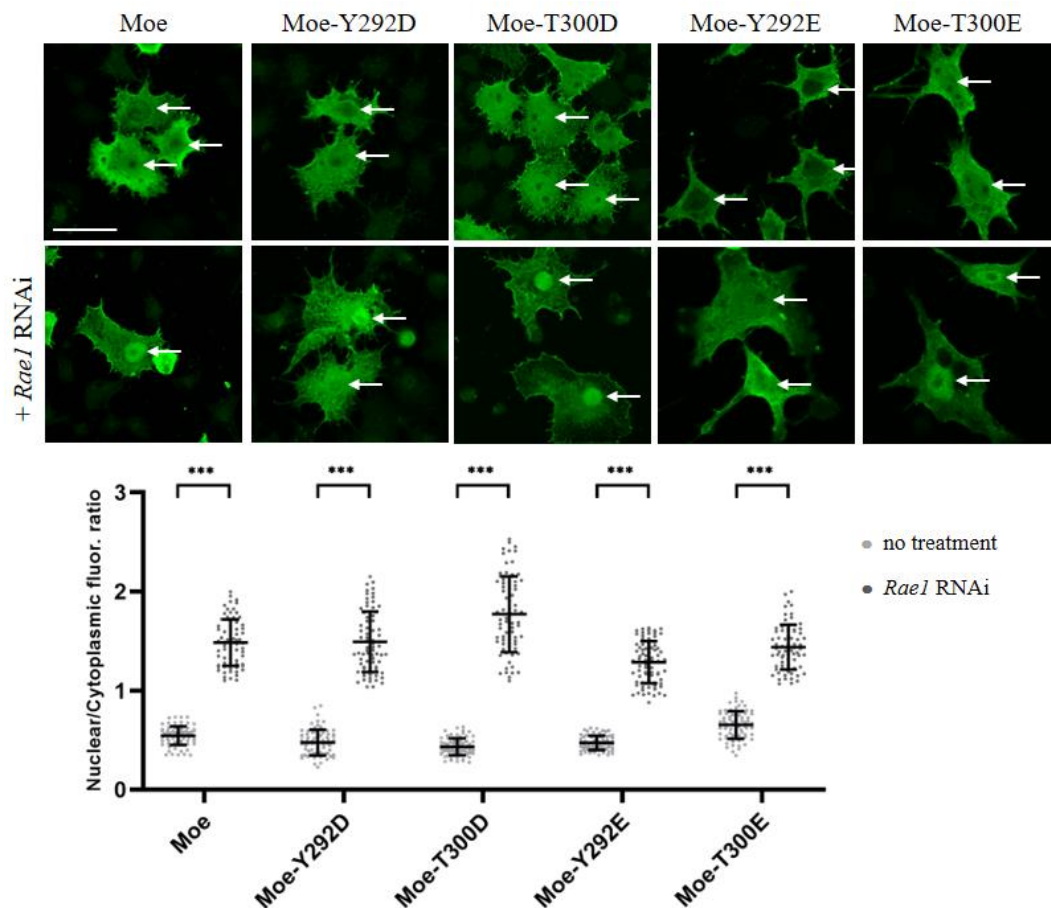 Moe Moe-Y292D Moe-T300D Moe-Y292E Moe-T300E
+ Rae1 RNAi
*** *** *** *** ***
Nuclear/Cytoplasmic fluor. ratio
3
2
1
0
no treatment
Rae1 RNAi
Moe Moe-Y292D Moe-T300D Moe-Y292E Moe-T300E